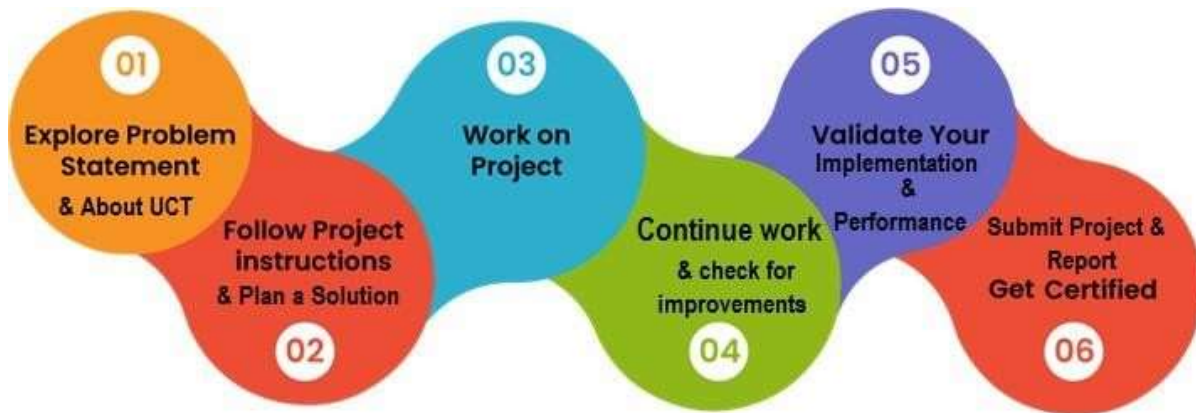 01
Explore Problem
Statement
& About UCT
Follow Project
instructions
& Plan a Solution
02
03
Work on
Project
Continue work
& check for
improvements
04
05
Validate Your
Implementation
&
Performance
Submit Project &
Report
Get Certified
06